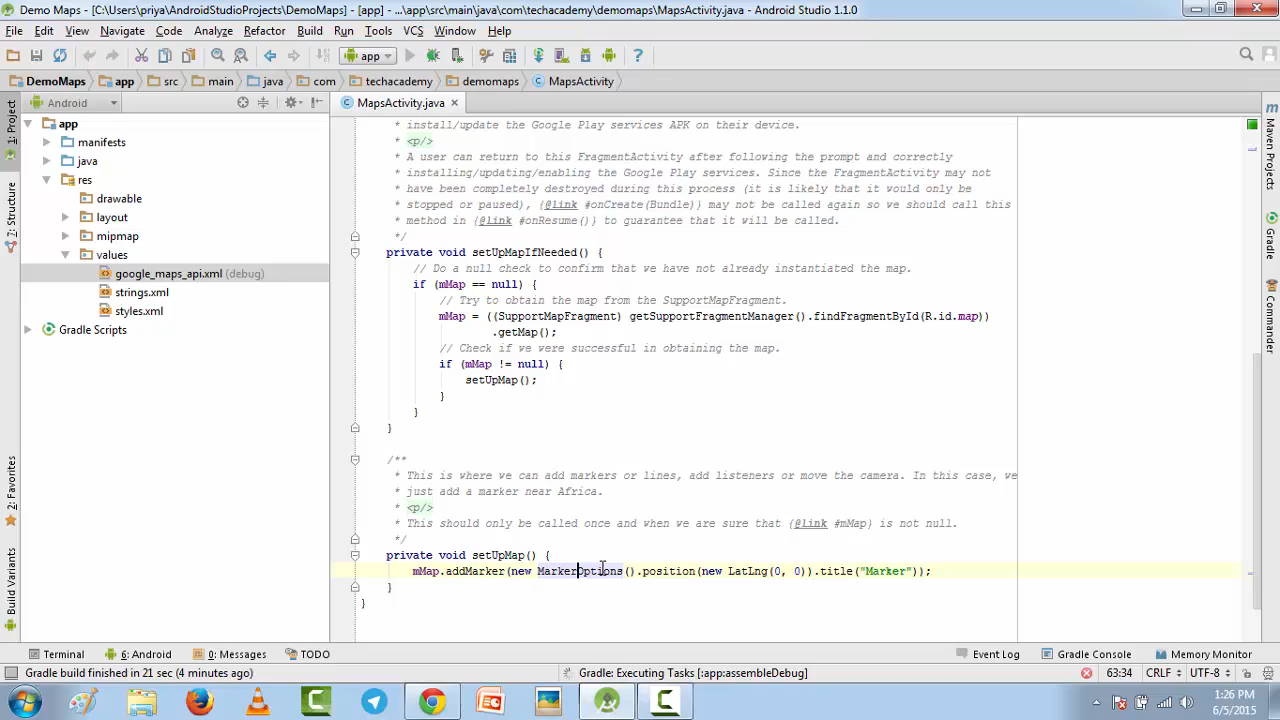 Demo Maps - [C:\Users\priya\AndroidStudioProjects\DemoMaps] - [app] - ...\app\src\main\java\com\techacademy\demomaps\MapsActivity.java - Android Studio 1.1.0
File Edit View Navigate Code Analyze Refactor Build Run Tools VCS Window Help
app
DemoMaps app src main java com techacademy demomaps MapsActivity
Android
MapsActivity.java
1: Project
2: Structure
2: Favorites
Build Variants
app
manifests
java
res
drawable
layout
mipmap
values
google_maps_api.xml (debug)
strings.xml
styles.xml
Gradle Scripts
* install/update the Google Play services APK on their device.
* <p/>
* A user can return to this FragmentActivity after following the prompt and correctly
* installing/updating/enabling the Google Play services. Since the FragmentActivity may not
* have been completely destroyed during this process (it is likely that it would only be
* stopped or paused), {@link #onCreate(Bundle)} may not be called again so we should call this
* method in {@link #onResume()} to guarantee that it will be called.
*/
private void setUpMapIfNeeded() {
// Do a null check to confirm that we have not already instantiated the map.
if (mMap == null) {
// Try to obtain the map from the SupportMapFragment.
mMap = ((SupportMapFragment) getSupportFragmentManager().findFragmentById(R.id.map))
.getMap();
// Check if we were successful in obtaining the map.
if (mMap != null) {
setUpMap();
}
}
}
/**
* This is where we can add markers or lines, add listeners or move the camera. In this case, we
* just add a marker near Africa.
* <p/>
* This should only be called once and when we are sure that {@link #mMap} is not null.
*/
private void setUpMap() {
mMap.addMarker(new MarkerOptions().position(new LatLng(0, 0)).title("Marker"));
}
}
m
Maven Projects
Gradle
Commander
Terminal 6: Android 0: Messages TODO Event Log Gradle Console Memory Monitor
Gradle build finished in 21 sec (4 minutes ago) Gradle: Executing Tasks [:app:assembleDebug] 63:34 CRLF UTF-8
1:26 PM
6/5/2015